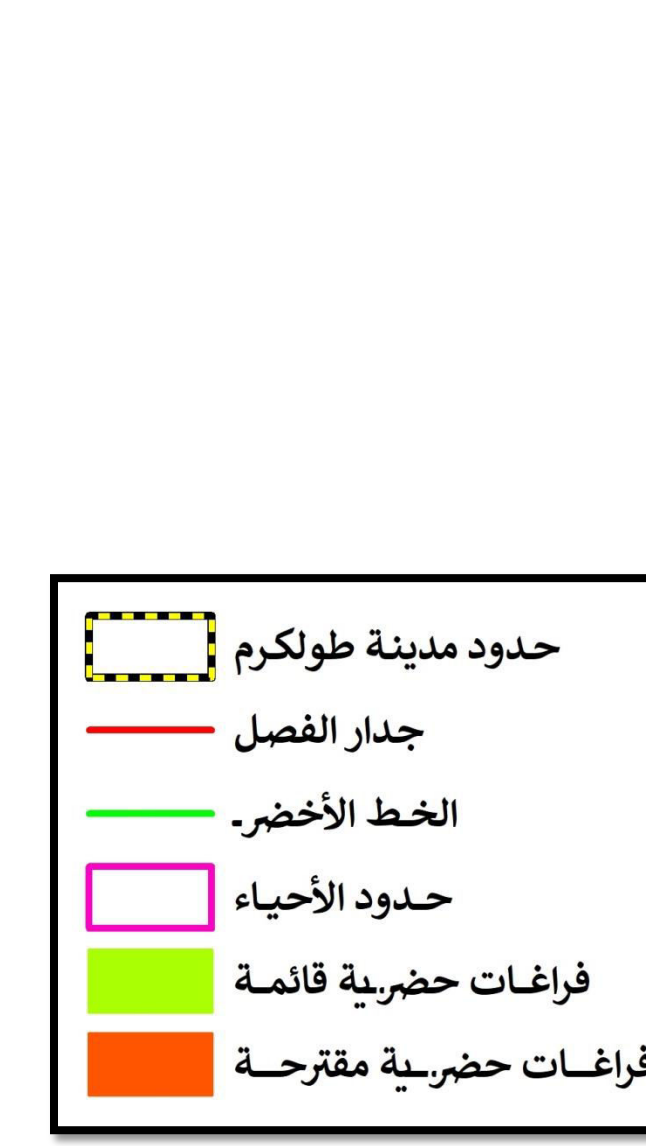 حدود مدينة طولكرم
جدار الفصل
الخط الأخضر
حدود الأحياء
فراغات حضرية قائمة
فراغات حضرية مقترحة